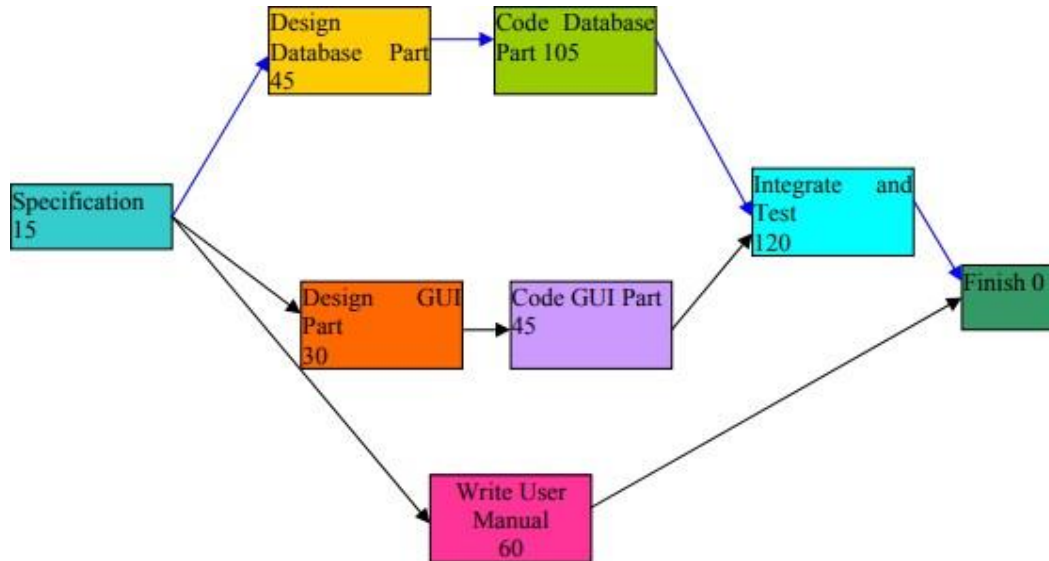 Design
Database Part
45
Code Database
Part 105
Specification
15
Integrate and
Test
120
Design GUI
Part
30
Code GUI Part
45
Finish 0
Write User
Manual
60